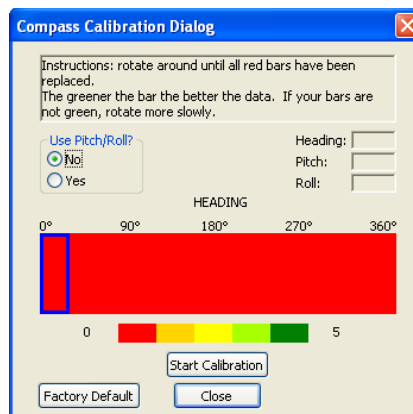 Compass Calibration Dialog
Instructions: rotate around until all red bars have been
replaced.
The greener the bar the better the data.  If your bars are
not green, rotate more slowly.
Use Pitch/Roll?
No
Yes
Heading:
Pitch:
Roll:
HEADING
0° 90° 180° 270° 360°
0 5
Start Calibration
Factory Default Close